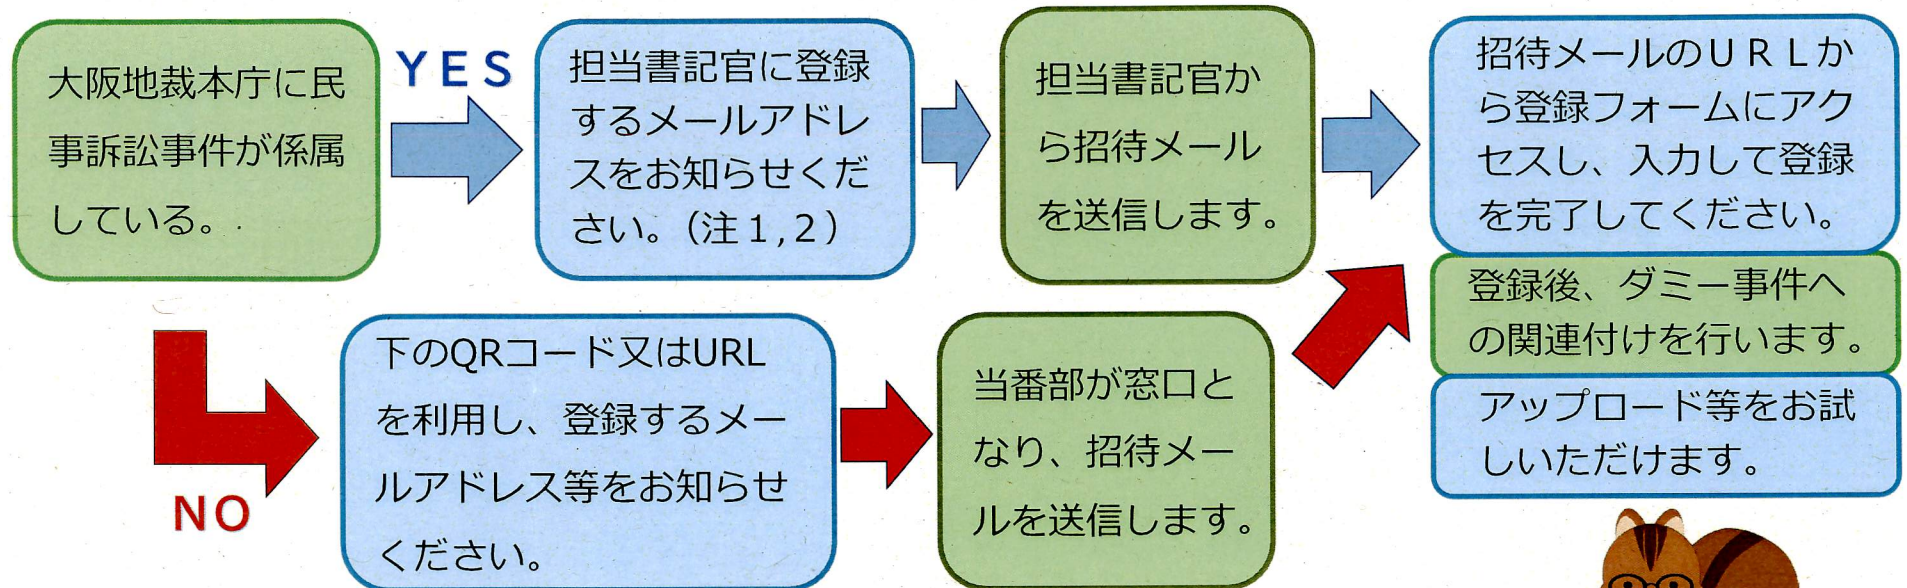 大阪地裁本庁に民
事訴訟事件が係属
している。
YES
担当書記官に登録
するメールアドレ
スをお知らせくだ
さい。（注１,２）
担当書記官か
ら招待メール
を送信します。
招待メールのＵＲＬか
ら登録フォームにアク
セスし、入力して登録
を完了してください。
登録後、ダミー事件へ
の関連付けを行います。
アップロード等をお試
しいただけます。
NO
下のQRコード又はURL
を利用し、登録するメー
ルアドレス等をお知らせ
ください。
当番部が窓口と
なり、招待メー
ルを送信します。